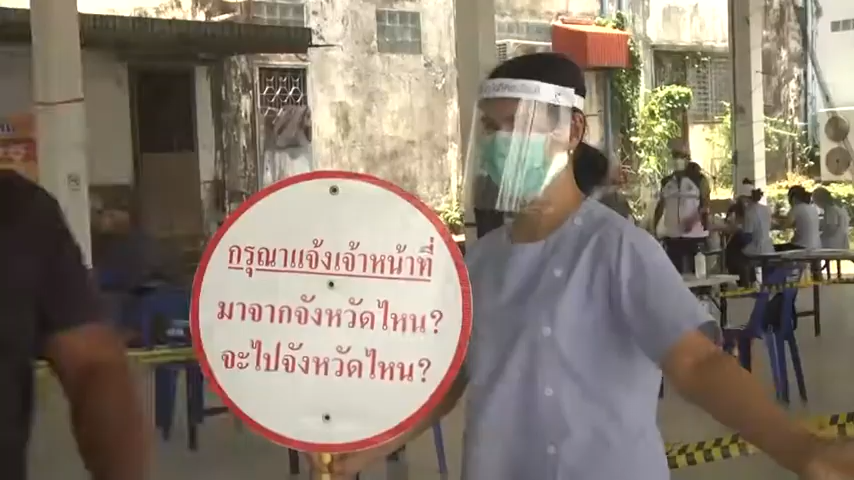 กรุณาแจ้งเจ้าหน้าที่
มาจากจังหวัดไหน?
จะไปจังหวัดไหน?